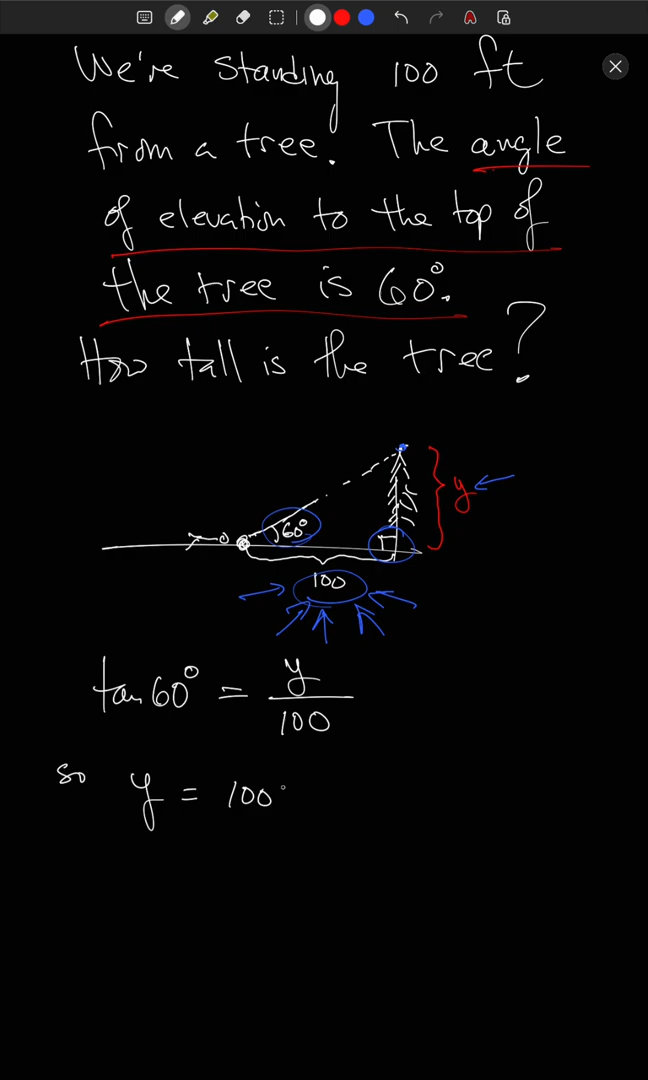 We're standing 100 ft
from a tree. The angle
of elevation to the top of
the tree is 60°.
How tall is the tree?
60°
y
100
tan 60° = y/100
so y = 100·